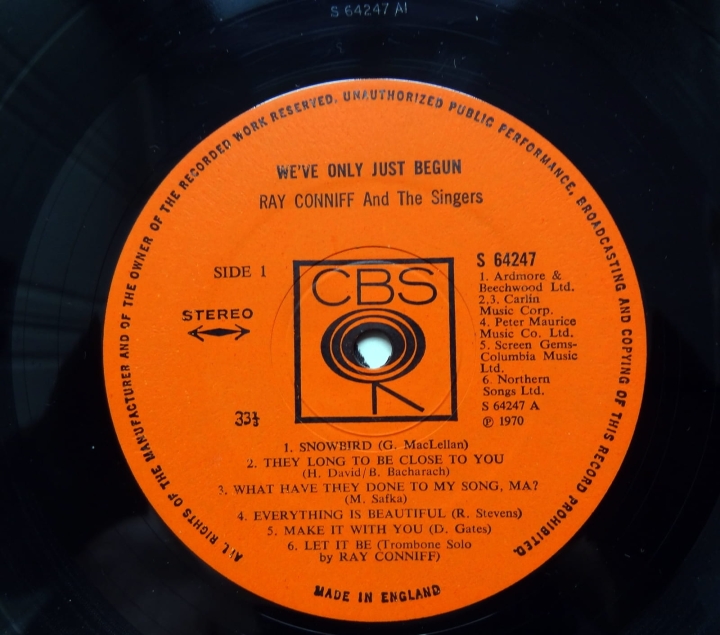 S 64247 A1
ALL RIGHTS OF THE MANUFACTURER AND OF THE OWNER OF THE RECORDED WORK RESERVED. UNAUTHORIZED PUBLIC PERFORMANCE, BROADCASTING AND COPYING OF THIS RECORD PROHIBITED.
WE'VE ONLY JUST BEGUN
RAY CONNIFF And The Singers
SIDE 1
STEREO
33⅓
CBS
S 64247
1. Ardmore &
Beechwood Ltd.
2,3. Carlin
Music Corp.
4. Peter Maurice
Music Co. Ltd.
5. Screen Gems-
Columbia Music
Ltd.
6. Northern
Songs Ltd.
S 64247 A
℗ 1970
1. SNOWBIRD (G. MacLellan)
2. THEY LONG TO BE CLOSE TO YOU
(H. David/B. Bacharach)
3. WHAT HAVE THEY DONE TO MY SONG, MA?
(M. Safka)
4. EVERYTHING IS BEAUTIFUL (R. Stevens)
5. MAKE IT WITH YOU (D. Gates)
6. LET IT BE (Trombone Solo
by RAY CONNIFF)
MADE IN ENGLAND